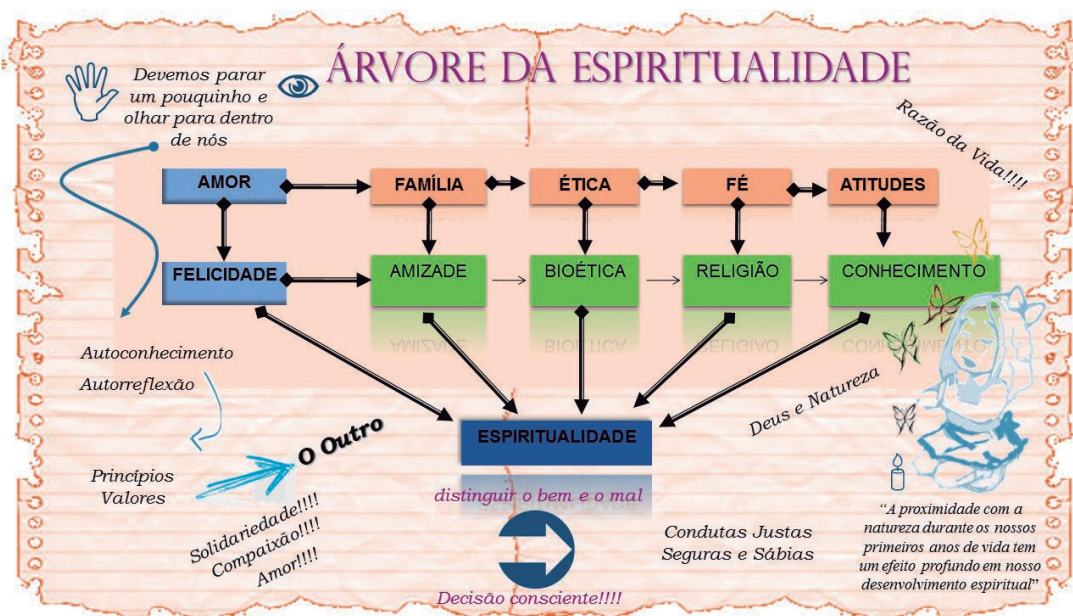 ÁRVORE DA ESPIRITUALIDADE
Devemos parar
um pouquinho e
olhar para dentro
de nós
Razão da Vida!!!!
AMOR
FAMÍLIA
ÉTICA
FÉ
ATITUDES
FELICIDADE
AMIZADE
BIOÉTICA
RELIGIÃO
CONHECIMENTO
Autoconhecimento
Autorreflexão
Deus e Natureza
O Outro
ESPIRITUALIDADE
Princípios
Valores
distinguir o bem e o mal
Solidariedade!!!!
Compaixão!!!!
Amor!!!!
Condutas Justas
Seguras e Sábias
“A proximidade com a
natureza durante os nossos
primeiros anos de vida tem
um efeito profundo em nosso
desenvolvimento espiritual”
Decisão consciente!!!!